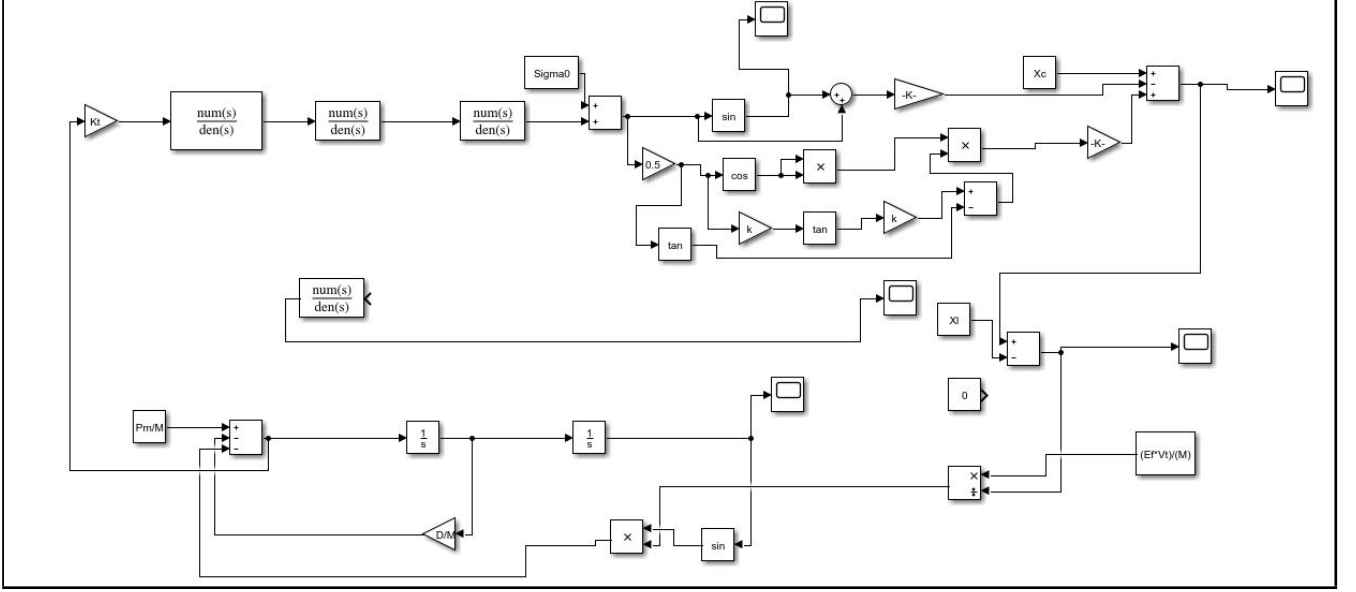 Sigma0
Xc
+
−
+
Kt
num(s)
den(s)
num(s)
den(s)
num(s)
den(s)
+
+
sin
+
+
-K-
0.5
cos
×
×
-K-
k
tan
k
+
−
tan
num(s)
den(s)
Xl
+
−
0
Pm/M
+
−
−
1
s
1
s
(Ef*Vt)/(M)
×
÷
D/M
×
sin